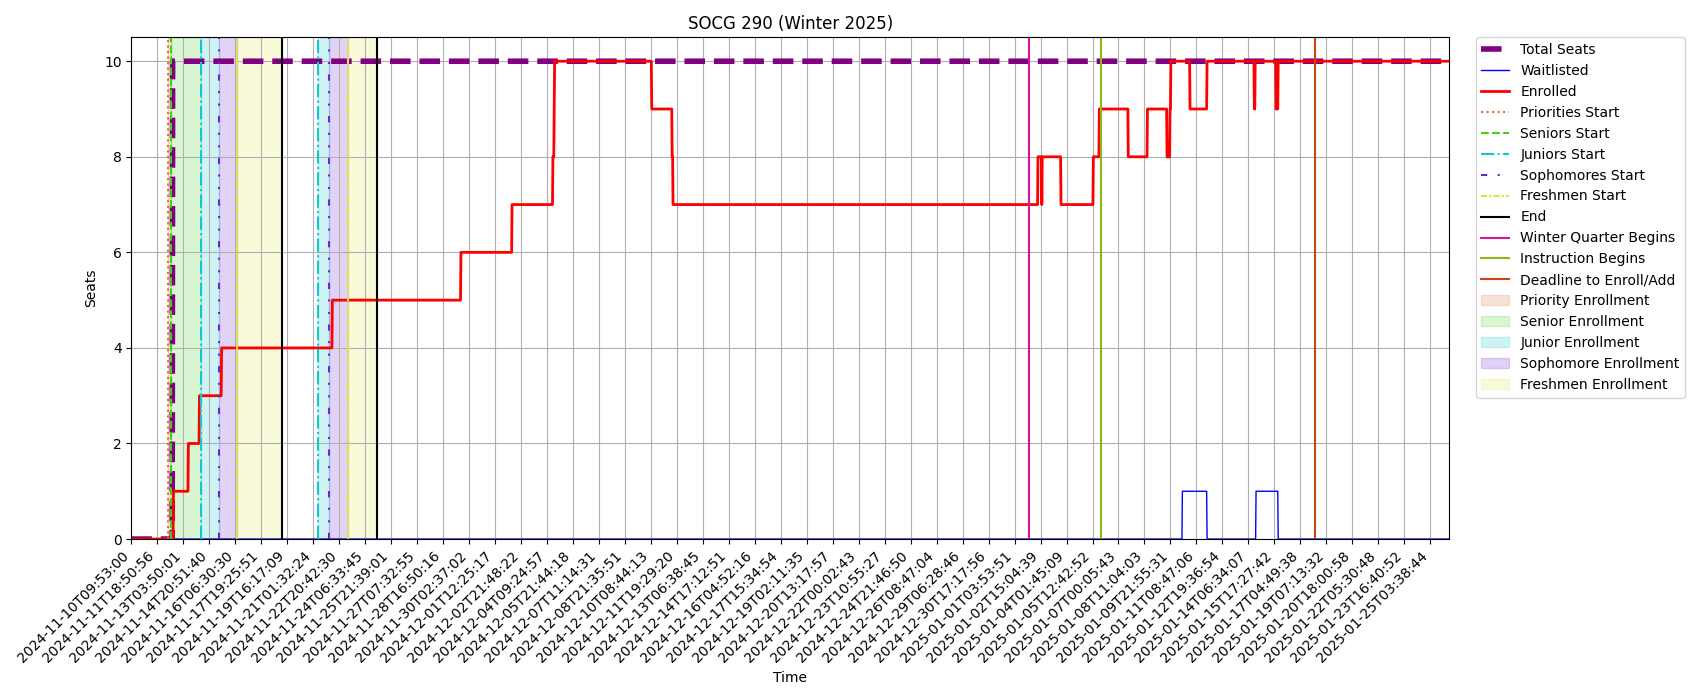 SOCG 290 (Winter 2025)
Seats
10
8
6
4
2
0
2024-11-10T09:53:00
2024-11-11T18:50:56
2024-11-13T03:50:01
2024-11-14T20:51:40
2024-11-16T06:30:30
2024-11-17T19:25:51
2024-11-19T16:17:09
2024-11-21T01:32:24
2024-11-22T20:42:30
2024-11-24T06:33:45
2024-11-25T21:39:01
2024-11-27T07:32:55
2024-11-28T16:50:16
2024-11-30T02:37:02
2024-12-01T12:25:17
2024-12-02T21:48:22
2024-12-04T09:24:57
2024-12-05T21:44:18
2024-12-07T11:14:31
2024-12-08T21:35:51
2024-12-10T08:44:13
2024-12-11T19:29:20
2024-12-13T06:38:45
2024-12-14T17:12:51
2024-12-16T04:52:16
2024-12-17T15:34:54
2024-12-19T02:11:35
2024-12-20T13:17:57
2024-12-22T00:02:43
2024-12-23T10:55:27
2024-12-24T21:46:50
2024-12-26T08:47:04
2024-12-29T06:28:46
2024-12-30T17:17:56
2025-01-01T03:53:51
2025-01-02T15:04:39
2025-01-04T01:45:09
2025-01-05T12:42:52
2025-01-07T00:05:43
2025-01-08T11:04:03
2025-01-09T21:55:31
2025-01-11T08:47:06
2025-01-12T19:36:54
2025-01-14T06:34:07
2025-01-15T17:27:42
2025-01-17T04:49:38
2025-01-19T07:13:32
2025-01-20T18:00:58
2025-01-22T05:30:48
2025-01-23T16:40:52
2025-01-25T03:38:44
Time
Total Seats
Waitlisted
Enrolled
Priorities Start
Seniors Start
Juniors Start
Sophomores Start
Freshmen Start
End
Winter Quarter Begins
Instruction Begins
Deadline to Enroll/Add
Priority Enrollment
Senior Enrollment
Junior Enrollment
Sophomore Enrollment
Freshmen Enrollment